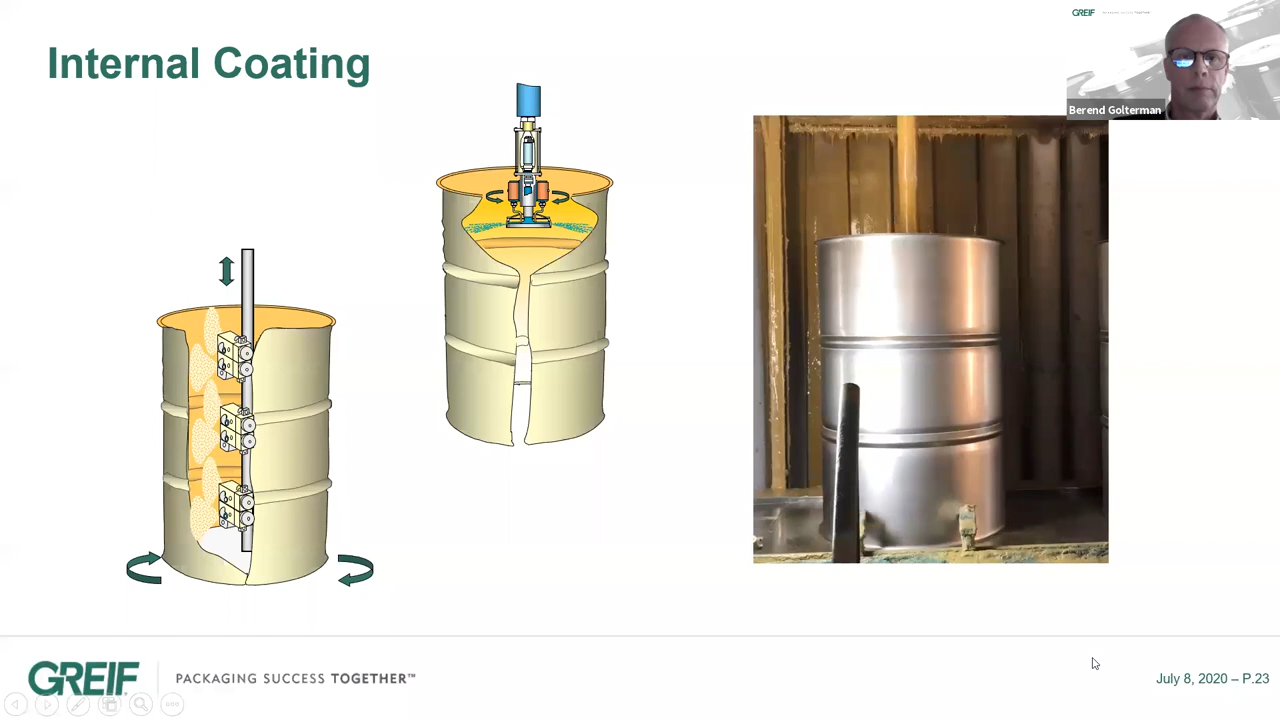 Internal Coating
GREIF
Berend Golterman
GREIF
PACKAGING SUCCESS TOGETHER™
July 8, 2020 – P.23